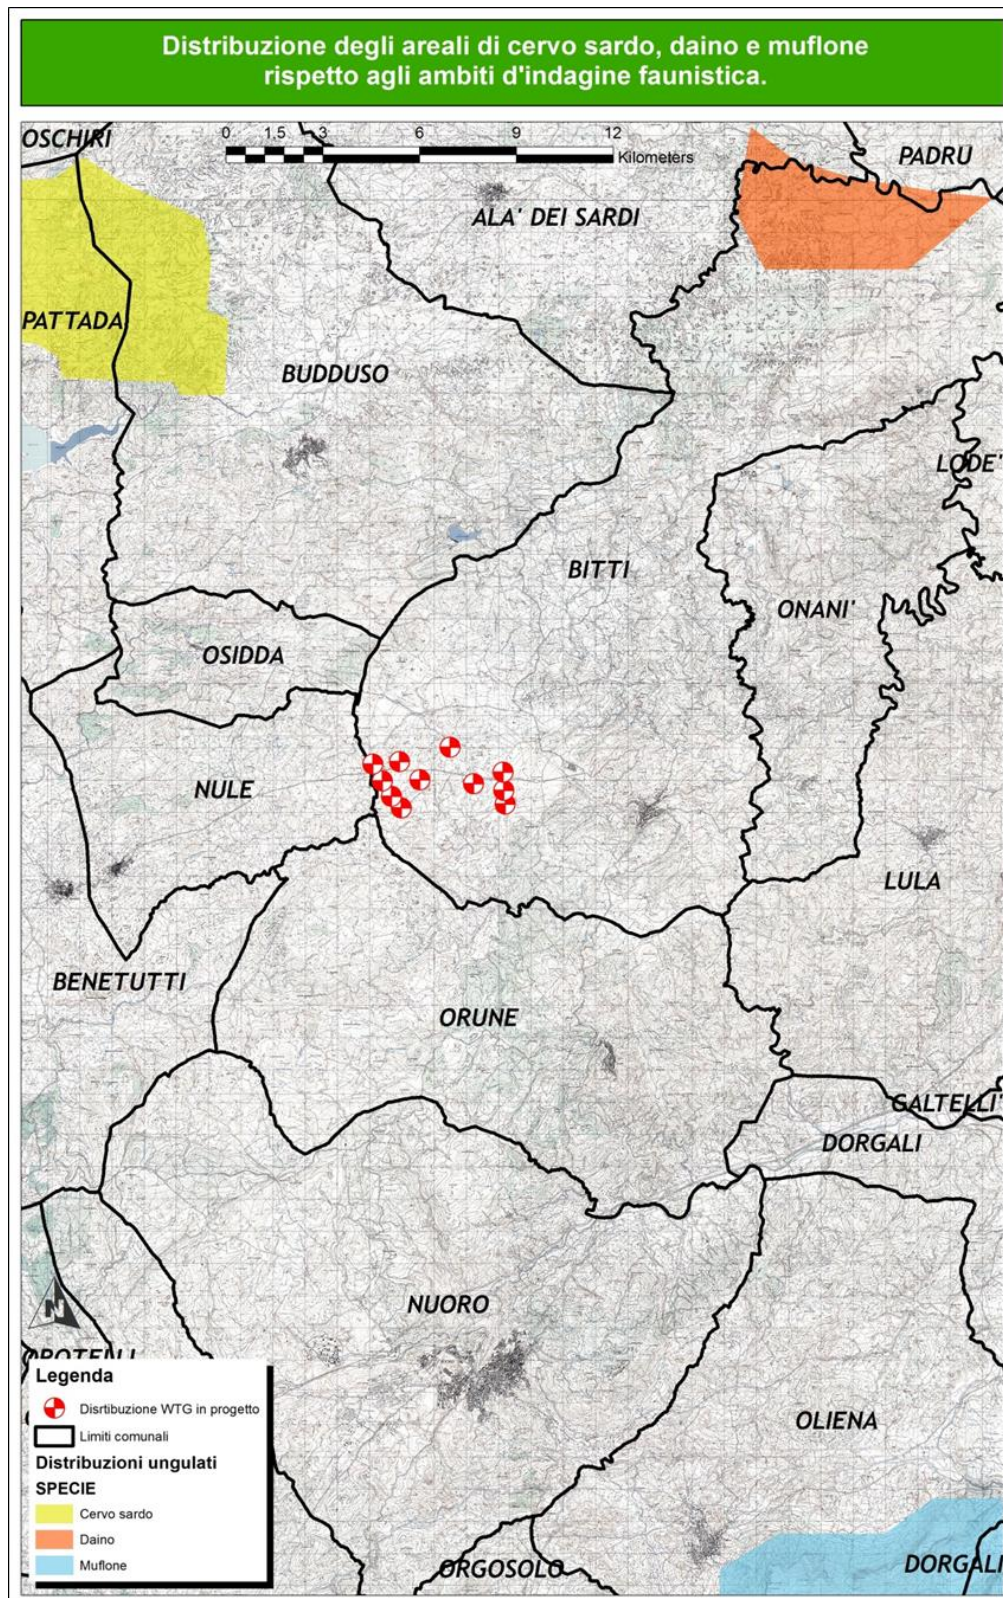 Distribuzione degli areali di cervo sardo, daino e muflone
rispetto agli ambiti d'indagine faunistica.
0 1.5 3 6 9 12
Kilometers
OSCHIRI
PADRU
ALA' DEI SARDI
PATTADA
BUDDUSO
LODE'
BITTI
ONANI'
OSIDDA
NULE
LULA
BENETUTTI
ORUNE
GALTELLI'
DORGALI
N
NUORO
OLIENA
ORGOSOLO
DORGALI
Legenda
Disrtibuzione WTG in progetto
Limiti comunali
Distribuzioni ungulati
SPECIE
Cervo sardo
Daino
Muflone